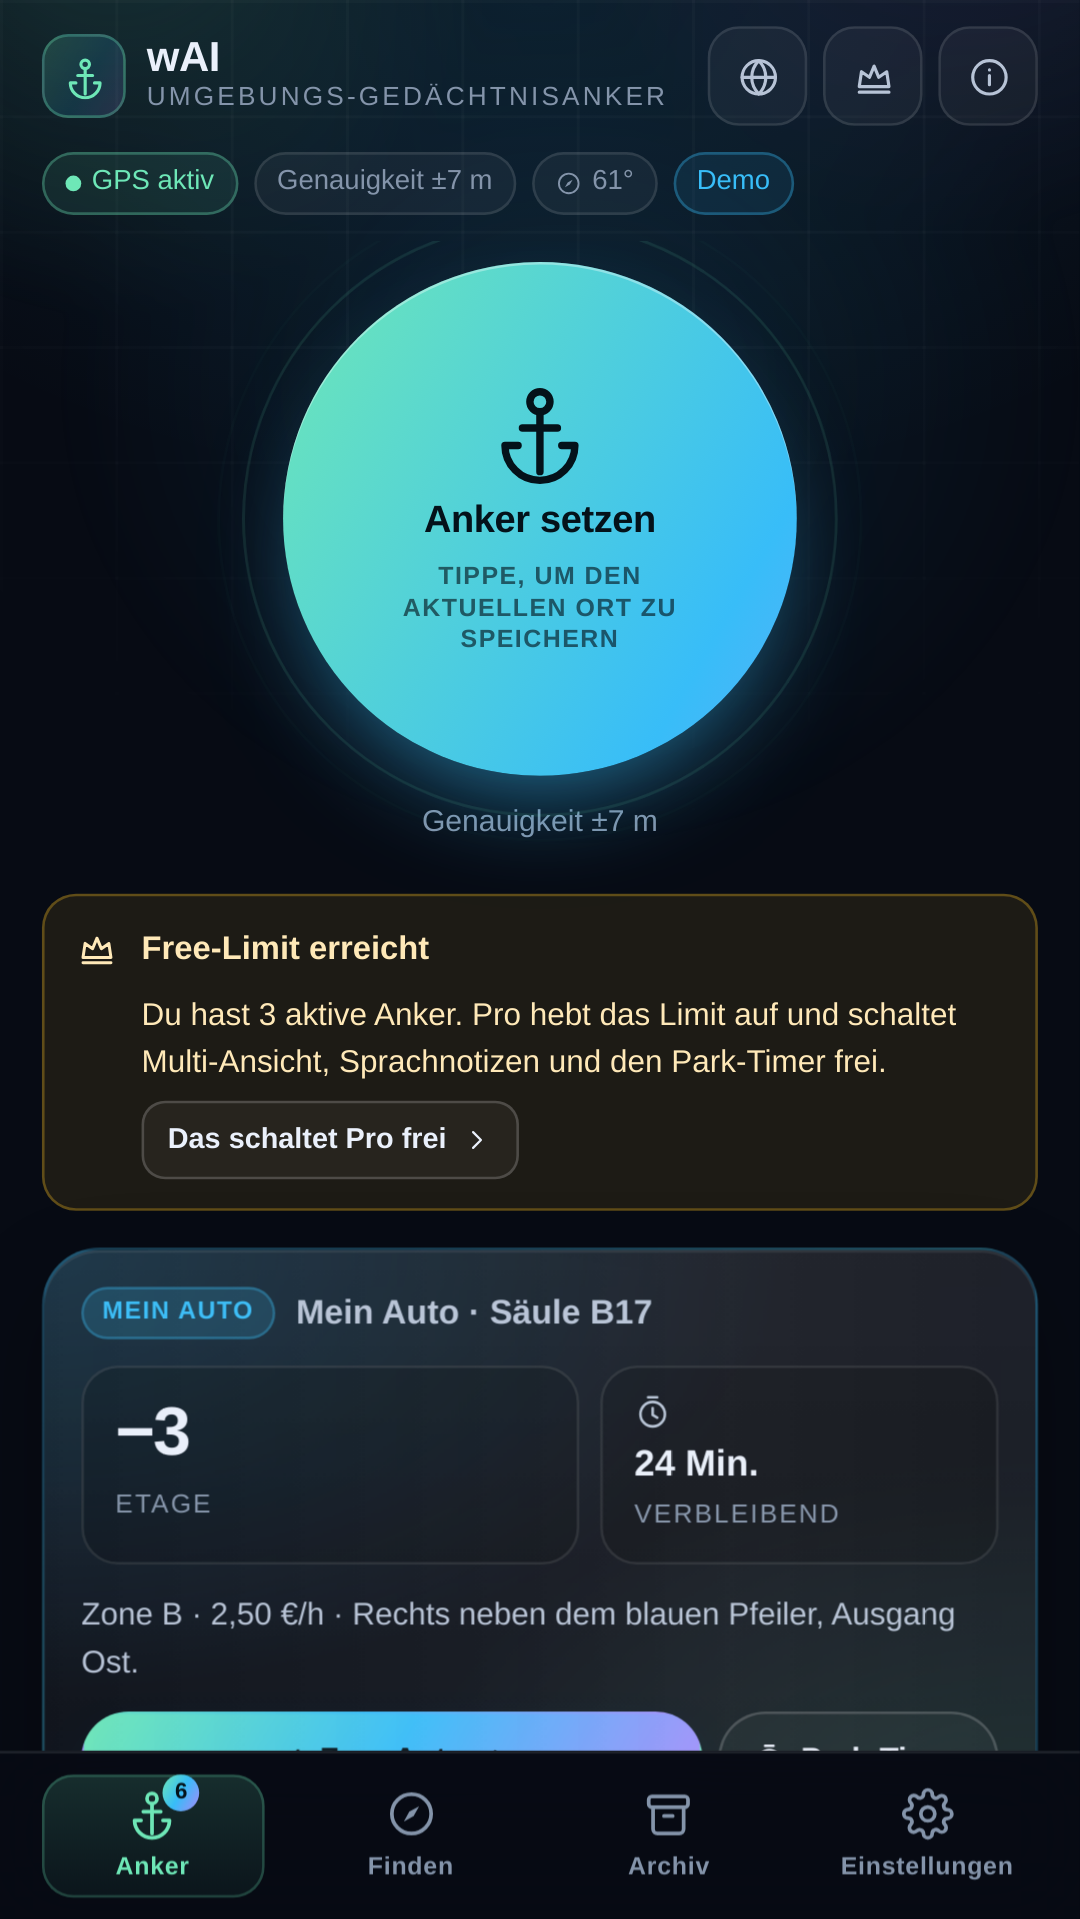 wAI
UMGEBUNGS-GEDÄCHTNISANKER
GPS aktiv
Genauigkeit ±7 m
61°
Demo
Anker setzen
TIPPE, UM DEN
AKTUELLEN ORT ZU
SPEICHERN
Genauigkeit ±7 m
Free-Limit erreicht
Du hast 3 aktive Anker. Pro hebt das Limit auf und schaltet
Multi-Ansicht, Sprachnotizen und den Park-Timer frei.
Das schaltet Pro frei
MEIN AUTO
Mein Auto · Säule B17
−3
ETAGE
24 Min.
VERBLEIBEND
Zone B · 2,50 €/h · Rechts neben dem blauen Pfeiler, Ausgang
Ost.
6
Anker
Finden
Archiv
Einstellungen